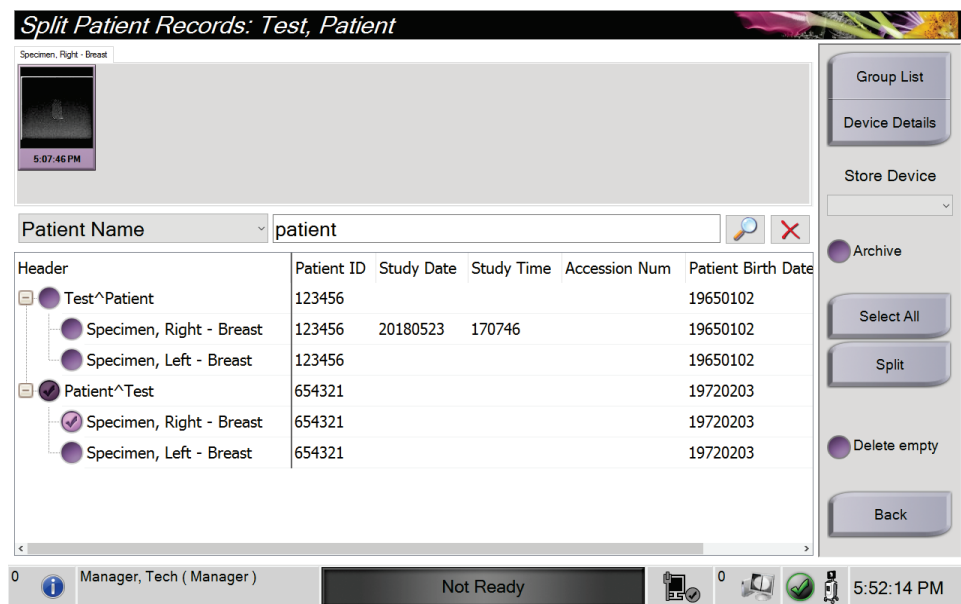 Split Patient Records: Test, Patient
Specimen, Right - Breast
5:07:46 PM
Group List
Device Details
Store Device
Patient Name patient
Archive
Header Patient ID Study Date Study Time Accession Num Patient Birth Date
Test^Patient 123456 19650102
Specimen, Right - Breast 123456 20180523 170746 19650102
Specimen, Left - Breast 123456 19650102
Patient^Test 654321 19720203
Specimen, Right - Breast 654321 19720203
Specimen, Left - Breast 654321 19720203
Select All
Split
Delete empty
Back
0 Manager, Tech ( Manager ) Not Ready 0 5:52:14 PM